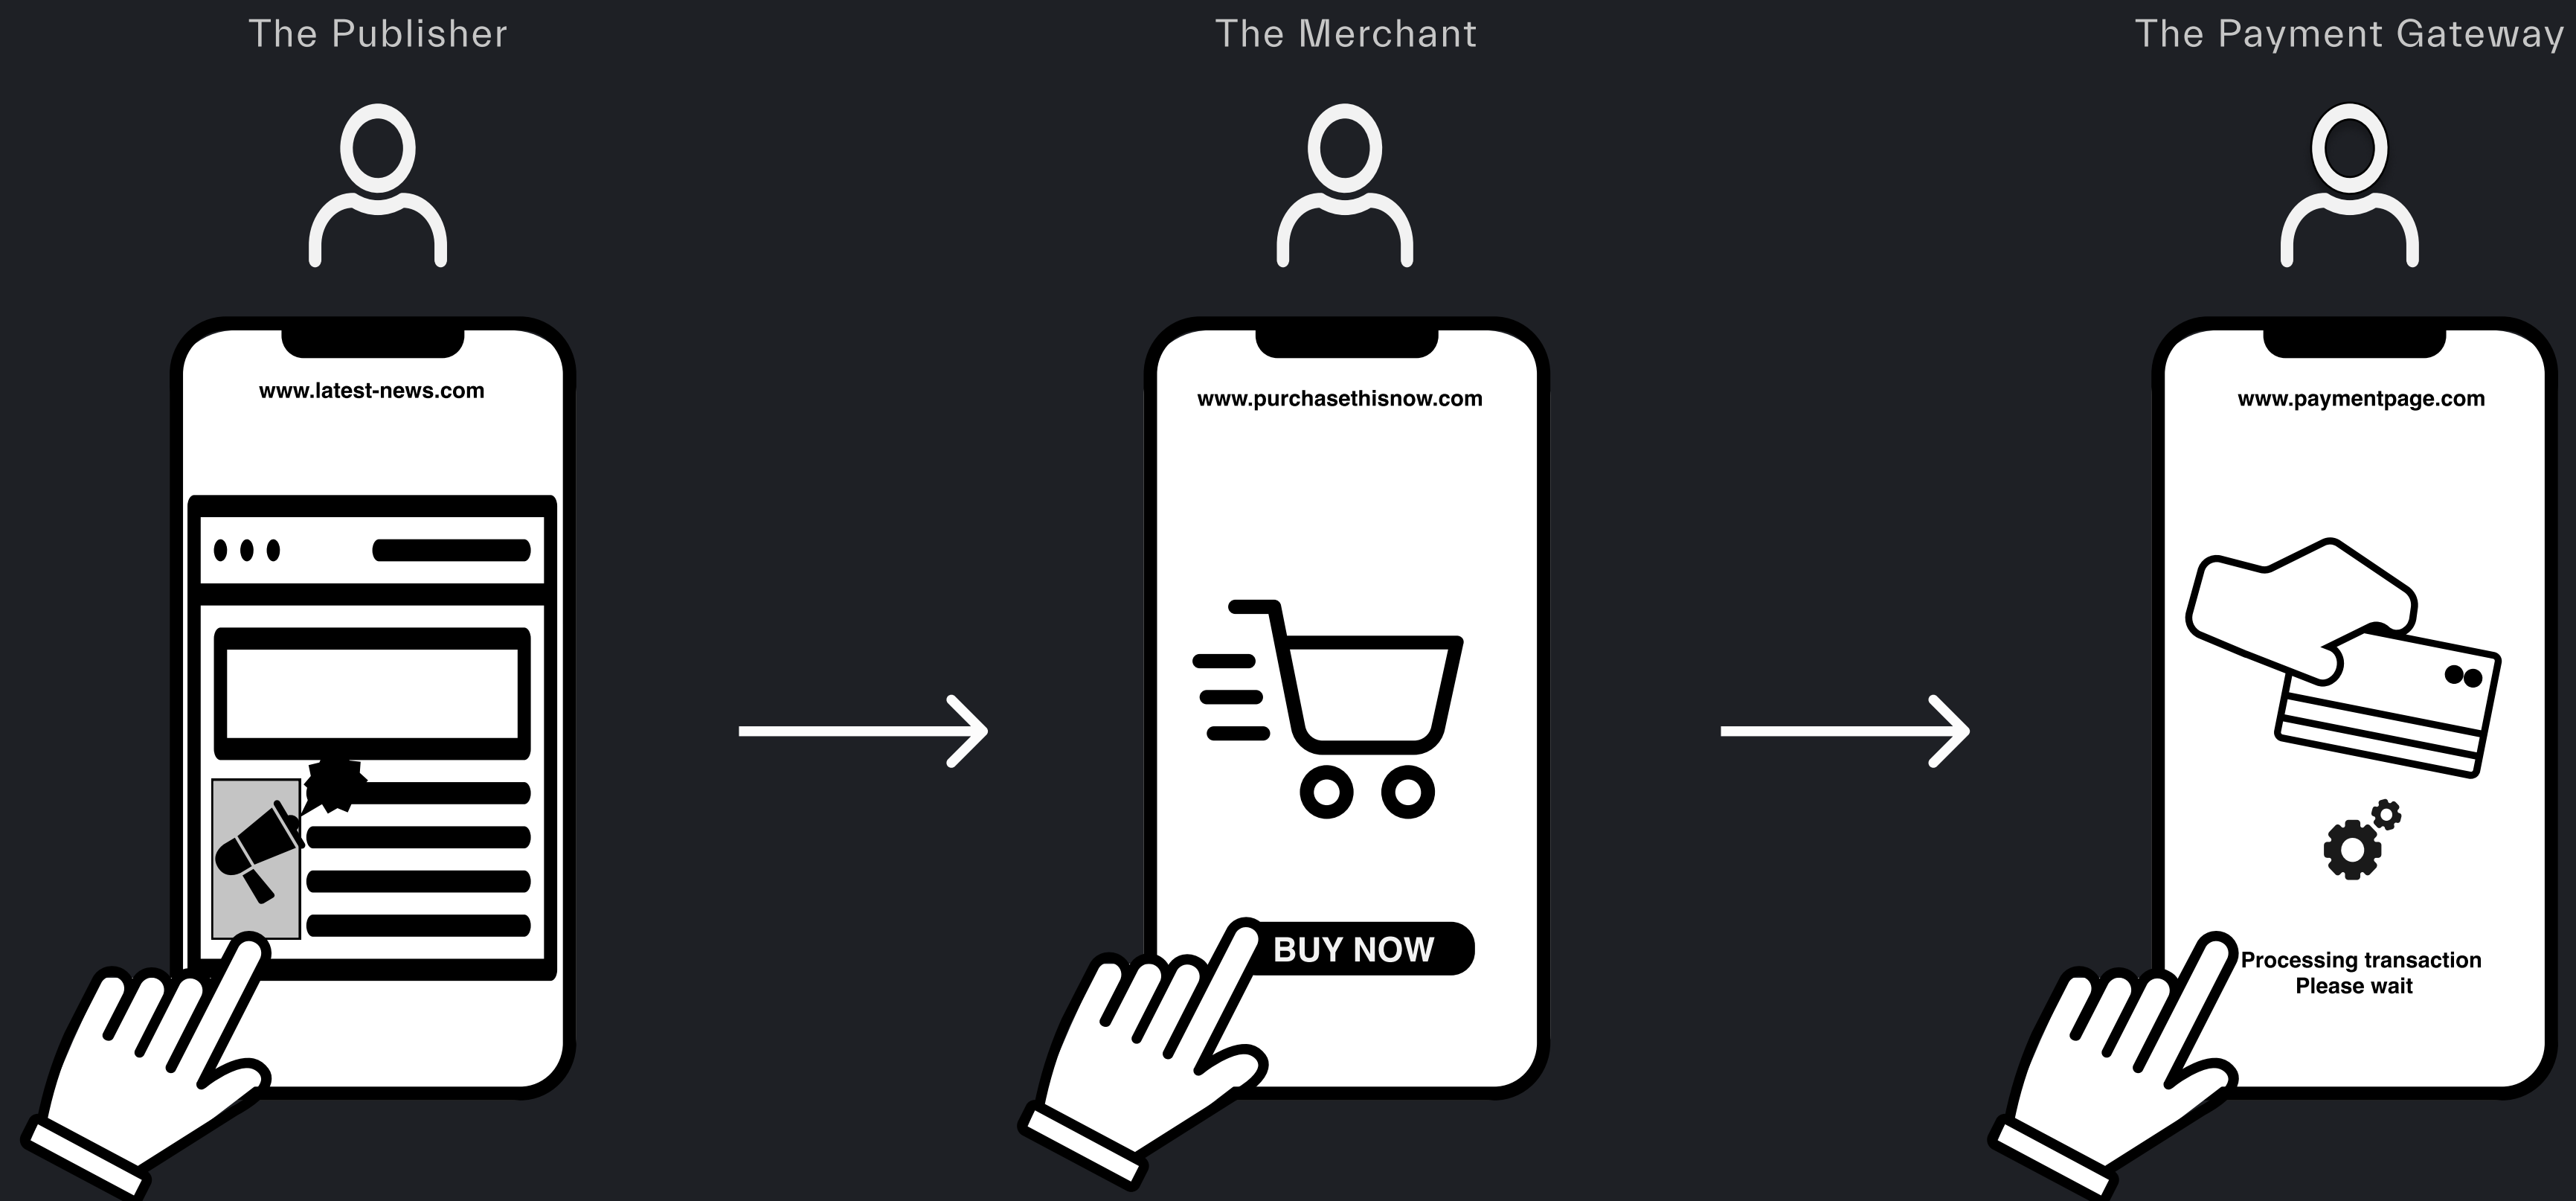 The Publisher
The Merchant
The Payment Gateway
www.latest-news.com
www.purchasethisnow.com
www.paymentpage.com
BUY NOW
Processing transaction
Please wait